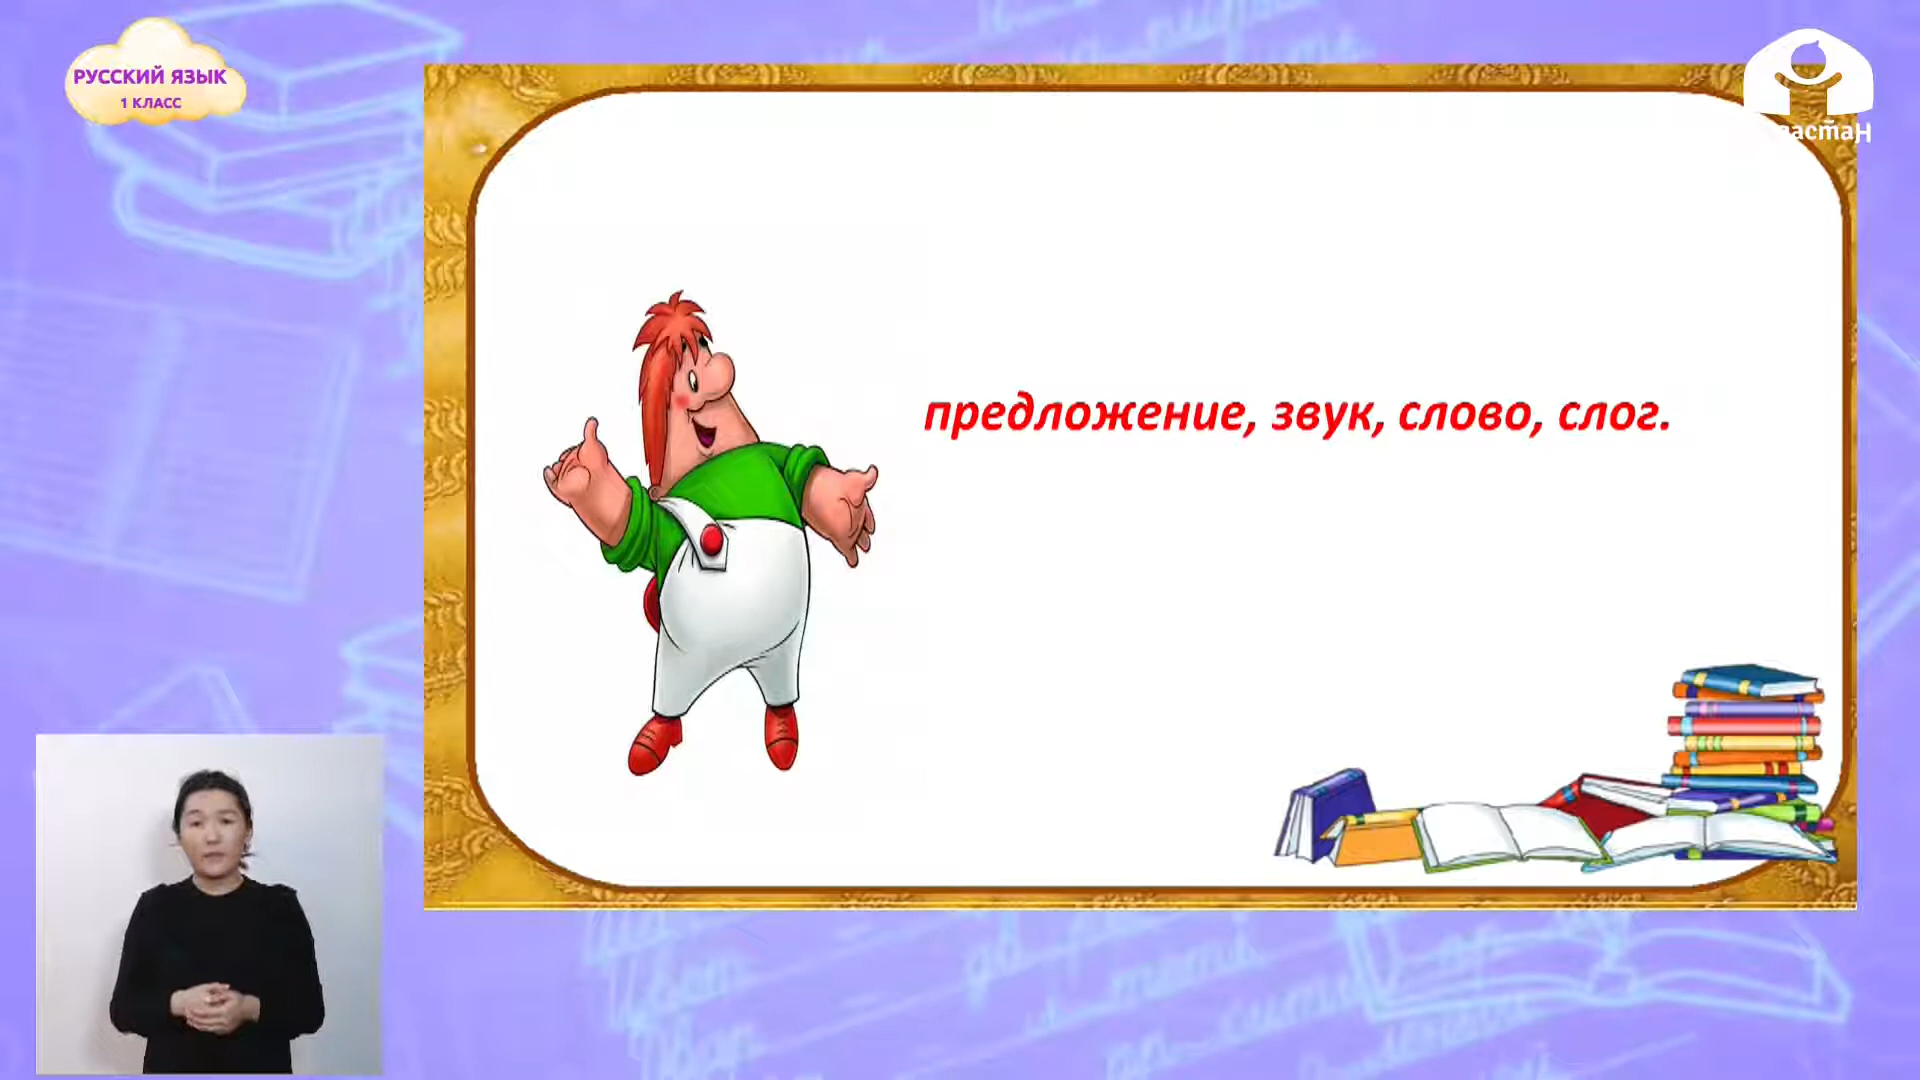 РУССКИЙ ЯЗЫК
1 КЛАСС
предложение, звук, слово, слог.